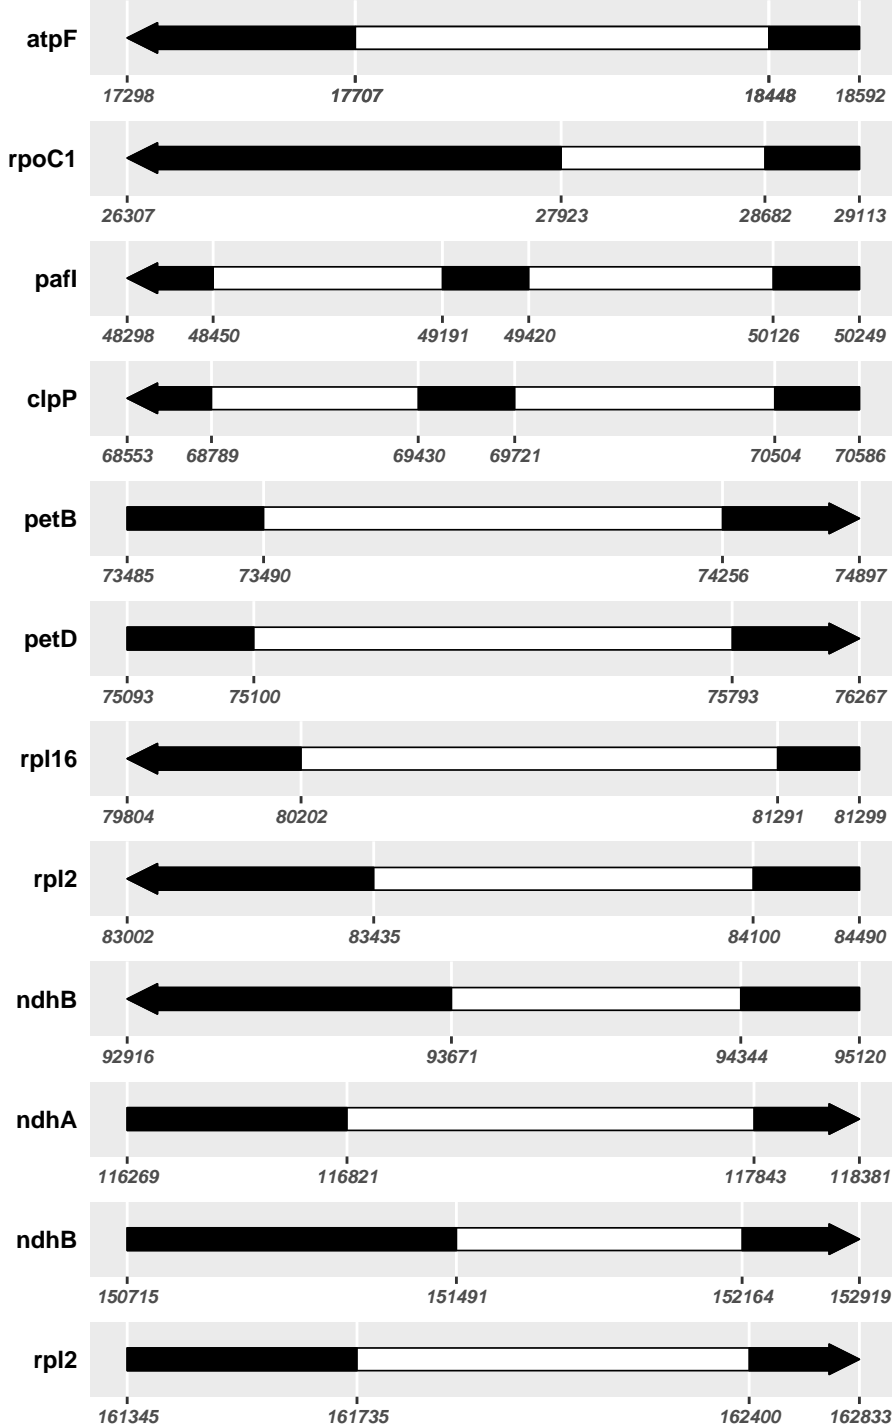 atpF
17298 17707 18448 18592
rpoC1
26307 27923 28682 29113
pafI
48298 48450 49191 49420 50126 50249
clpP
68553 68789 69430 69721 70504 70586
petB
73485 73490 74256 74897
petD
75093 75100 75793 76267
rpl16
79804 80202 81291 81299
rpl2
83002 83435 84100 84490
ndhB
92916 93671 94344 95120
ndhA
116269 116821 117843 118381
ndhB
150715 151491 152164 152919
rpl2
161345 161735 162400 162833